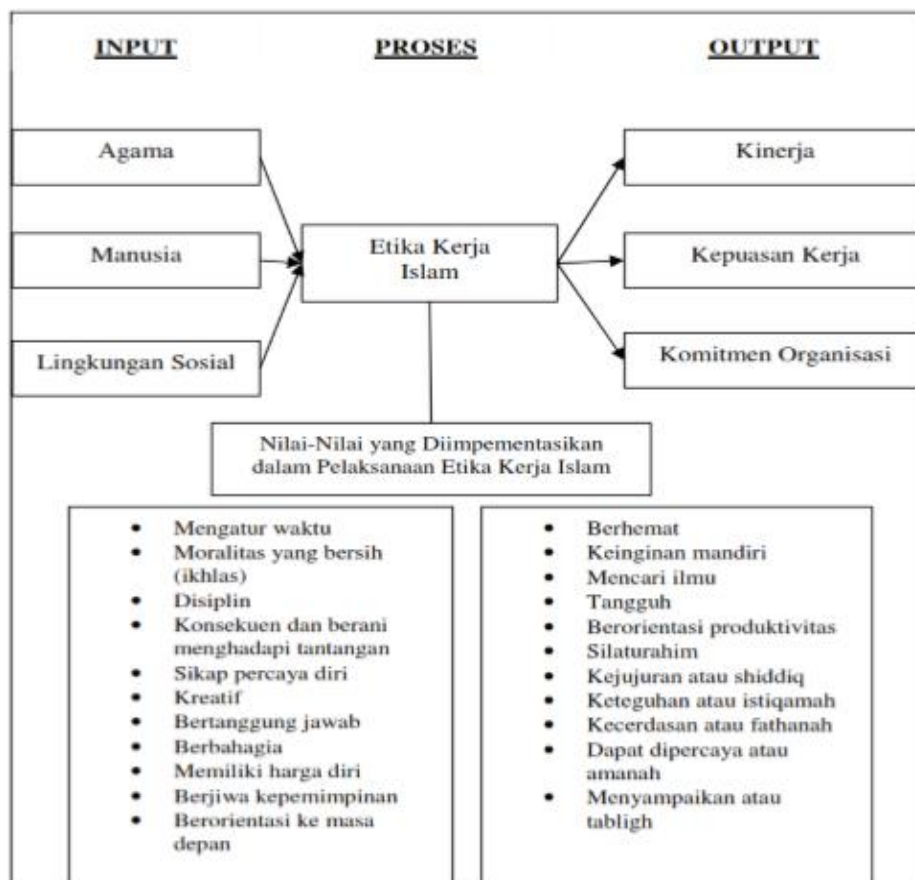 INPUT
PROSES
OUTPUT
Agama
Manusia
Lingkungan Sosial
Etika Kerja
Islam
Kinerja
Kepuasan Kerja
Komitmen Organisasi
Nilai-Nilai yang Diimpementasikan
dalam Pelaksanaan Etika Kerja Islam
• Mengatur waktu
• Moralitas yang bersih
(ikhlas)
• Disiplin
• Konsekuen dan berani
menghadapi tantangan
• Sikap percaya diri
• Kreatif
• Bertanggung jawab
• Berbahagia
• Memiliki harga diri
• Berjiwa kepemimpinan
• Berorientasi ke masa
depan
• Berhemat
• Keinginan mandiri
• Mencari ilmu
• Tangguh
• Berorientasi produktivitas
• Silaturahim
• Kejujuran atau shiddiq
• Keteguhan atau istiqamah
• Kecerdasan atau fathanah
• Dapat dipercaya atau
amanah
• Menyampaikan atau
tabligh